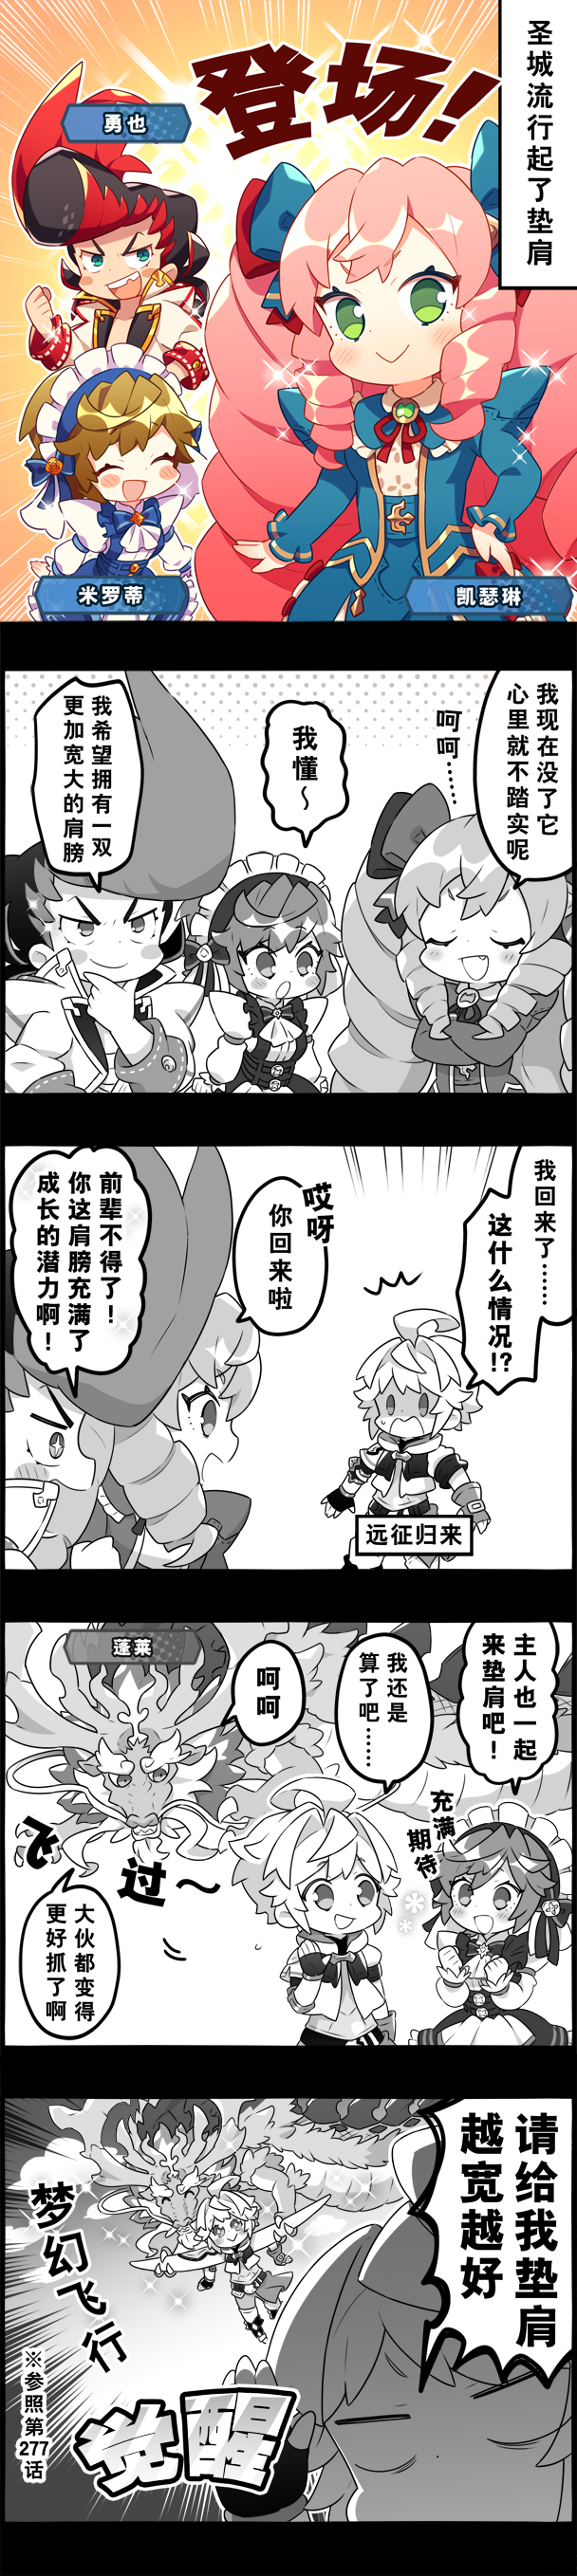 圣城流行起了垫肩
登场!
勇也
米罗蒂
凯瑟琳
我现在没了它
心里就不踏实呢
呵呵……
我懂~
我希望拥有一双
更加宽大的肩膀
我回来了……
这什么情况!?
哎呀
你回来啦
远征归来
前辈不得了!
你这肩膀充满了
成长的潜力啊!
主人也一起
来垫肩吧!
充满
期待
我还是
算了吧……
呵呵
蓬莱
飞过~
大伙都变得
更好抓了啊
请给我垫肩
越宽越好
梦幻飞行
觉醒
※参照第277话